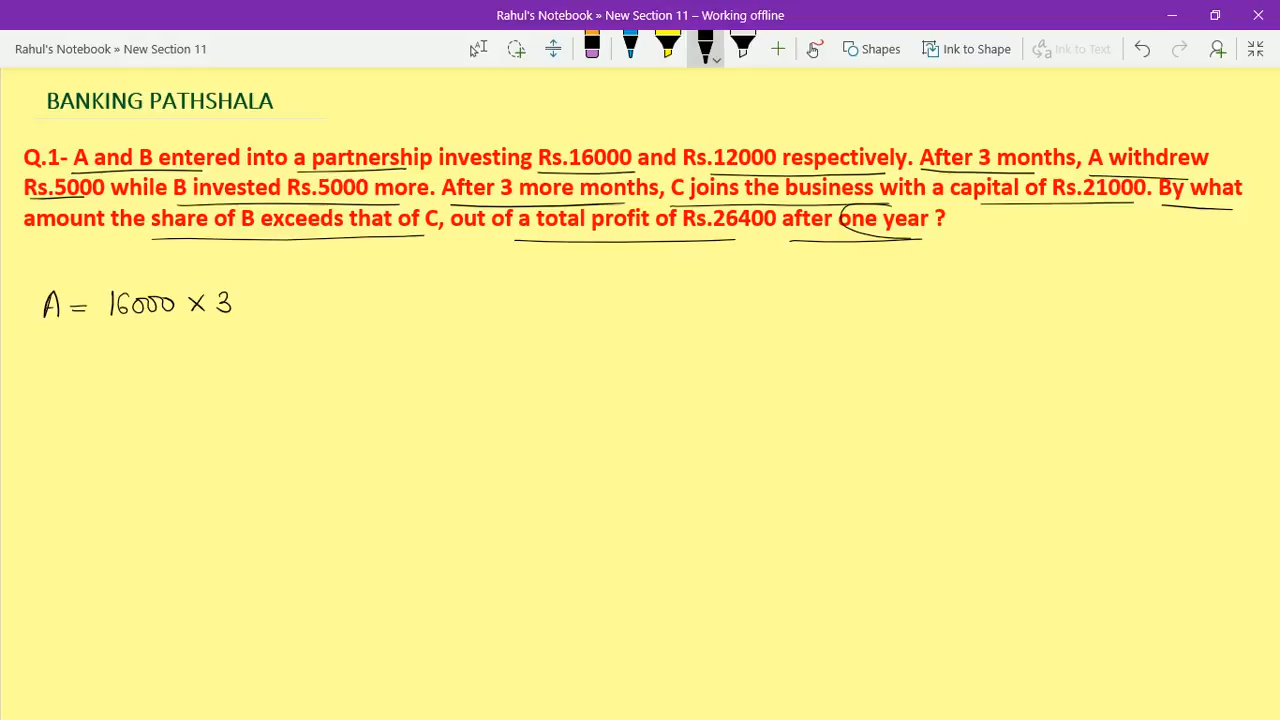 Rahul's Notebook » New Section 11 – Working offline
Rahul's Notebook » New Section 11
Shapes
Ink to Shape
Ink to Text
BANKING PATHSHALA
Q.1- A and B entered into a partnership investing Rs.16000 and Rs.12000 respectively. After 3 months, A withdrew
Rs.5000 while B invested Rs.5000 more. After 3 more months, C joins the business with a capital of Rs.21000. By what
amount the share of B exceeds that of C, out of a total profit of Rs.26400 after one year ?
A = 16000 × 3